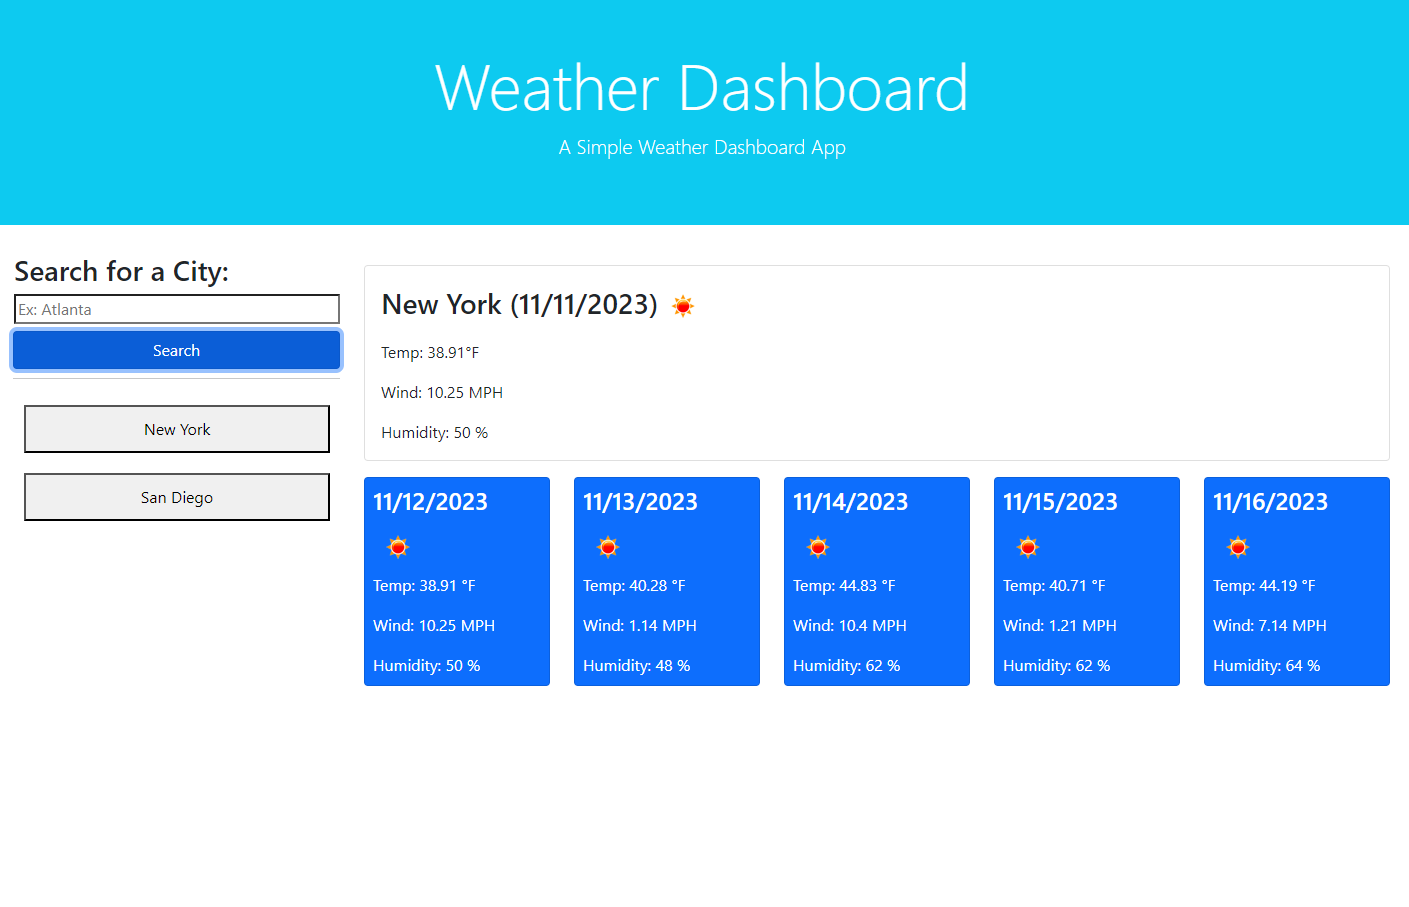 Weather Dashboard
A Simple Weather Dashboard App
Search for a City:
Ex: Atlanta
Search
New York
San Diego
New York (11/11/2023)
Temp: 38.91°F
Wind: 10.25 MPH
Humidity: 50 %
11/12/2023
Temp: 38.91 °F
Wind: 10.25 MPH
Humidity: 50 %
11/13/2023
Temp: 40.28 °F
Wind: 1.14 MPH
Humidity: 48 %
11/14/2023
Temp: 44.83 °F
Wind: 10.4 MPH
Humidity: 62 %
11/15/2023
Temp: 40.71 °F
Wind: 1.21 MPH
Humidity: 62 %
11/16/2023
Temp: 44.19 °F
Wind: 7.14 MPH
Humidity: 64 %